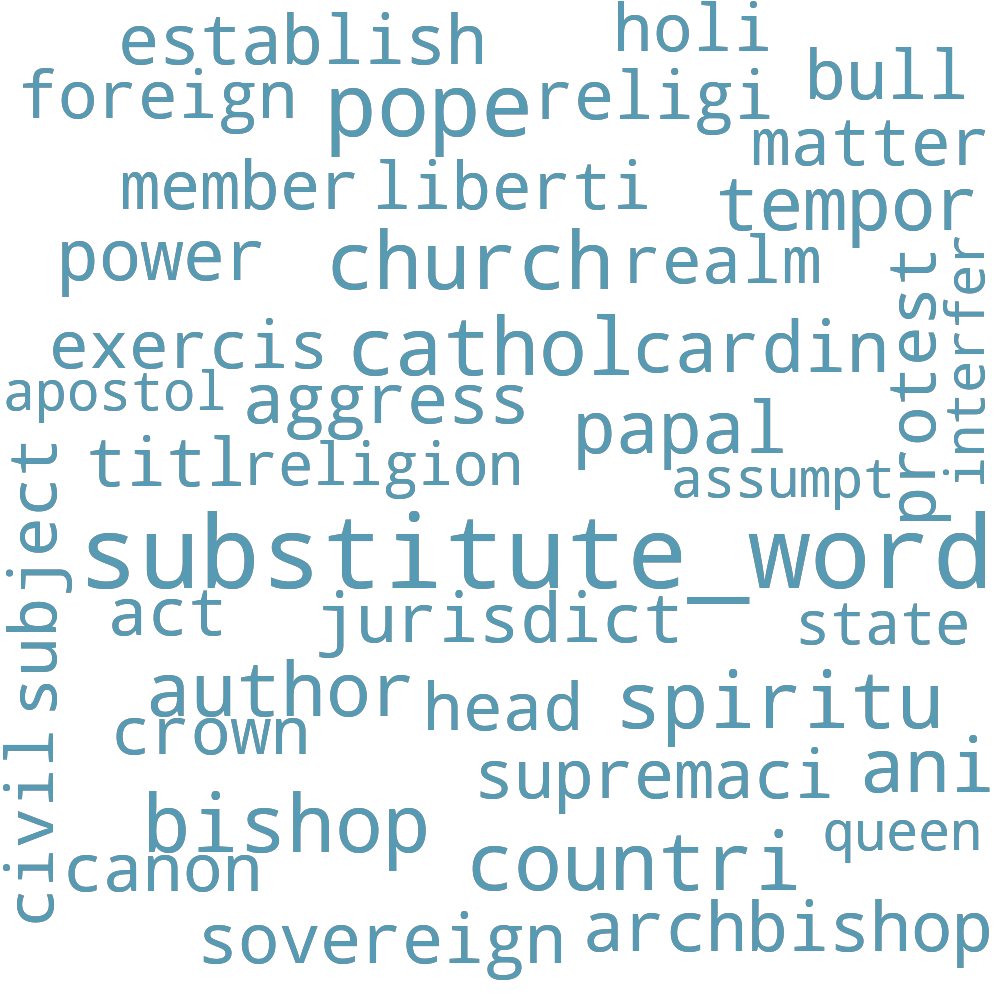 establish
holi
foreign
pope
religi
bull
matter
member
liberti
tempor
power
church
realm
protest
interfer
exercis
cathol
cardin
apostol
aggress
papal
titl
religion
assumpt
subject
substitute_word
act
jurisdict
state
author
head
spiritu
crown
supremaci
ani
civil
bishop
canon
countri
queen
sovereign
archbishop